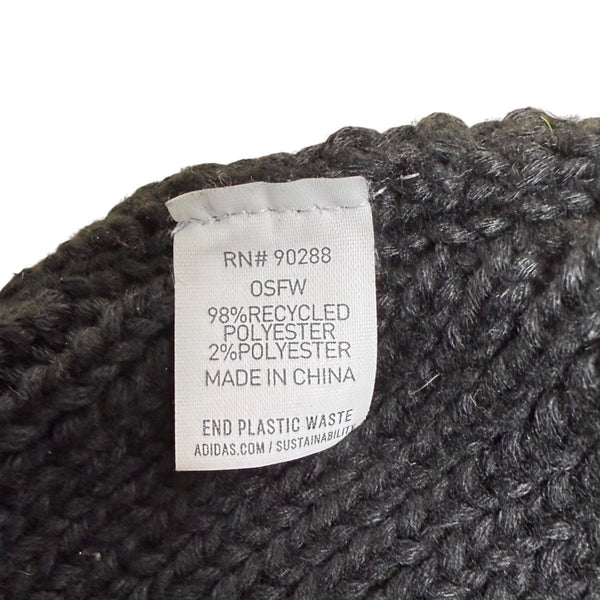 RN# 90288
OSFW
98%RECYCLED
POLYESTER
2%POLYESTER
MADE IN CHINA
END PLASTIC WASTE
ADIDAS.COM / SUSTAINABILITY